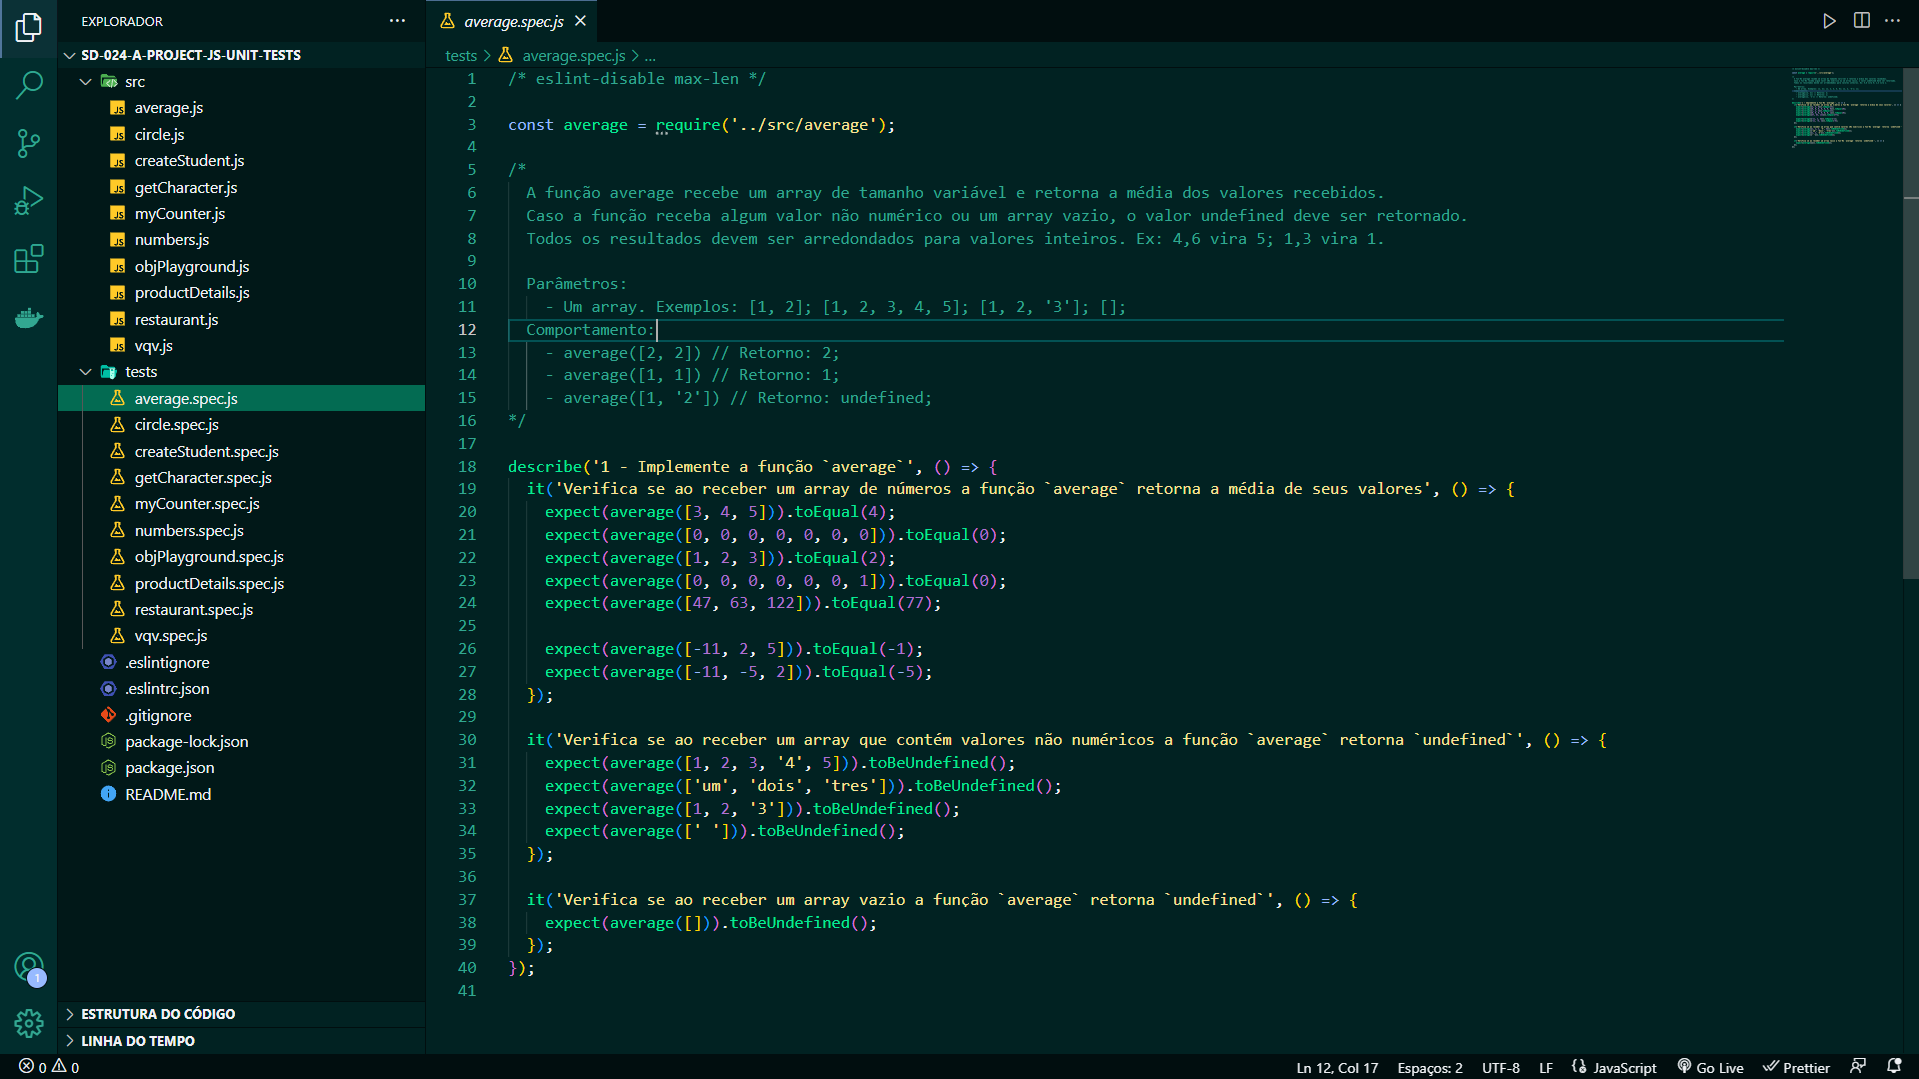 EXPLORADOR
SD-024-A-PROJECT-JS-UNIT-TESTS
src
average.js
circle.js
createStudent.js
getCharacter.js
myCounter.js
numbers.js
objPlayground.js
productDetails.js
restaurant.js
vqv.js
tests
average.spec.js
circle.spec.js
createStudent.spec.js
getCharacter.spec.js
myCounter.spec.js
numbers.spec.js
objPlayground.spec.js
productDetails.spec.js
restaurant.spec.js
vqv.spec.js
.eslintignore
.eslintrc.json
.gitignore
package-lock.json
package.json
README.md
ESTRUTURA DO CÓDIGO
LINHA DO TEMPO
average.spec.js
tests > average.spec.js > ...
1 /* eslint-disable max-len */
2
3 const average = require('../src/average');
4
5 /*
6 A função average recebe um array de tamanho variável e retorna a média dos valores recebidos.
7 Caso a função receba algum valor não numérico ou um array vazio, o valor undefined deve ser retornado.
8 Todos os resultados devem ser arredondados para valores inteiros. Ex: 4,6 vira 5; 1,3 vira 1.
9
10 Parâmetros:
11 - Um array. Exemplos: [1, 2]; [1, 2, 3, 4, 5]; [1, 2, '3']; [];
12 Comportamento:
13 - average([2, 2]) // Retorno: 2;
14 - average([1, 1]) // Retorno: 1;
15 - average([1, '2']) // Retorno: undefined;
16 */
17
18 describe('1 - Implemente a função `average`', () => {
19 it('Verifica se ao receber um array de números a função `average` retorna a média de seus valores', () => {
20 expect(average([3, 4, 5])).toEqual(4);
21 expect(average([0, 0, 0, 0, 0, 0, 0])).toEqual(0);
22 expect(average([1, 2, 3])).toEqual(2);
23 expect(average([0, 0, 0, 0, 0, 0, 1])).toEqual(0);
24 expect(average([47, 63, 122])).toEqual(77);
25
26 expect(average([-11, 2, 5])).toEqual(-1);
27 expect(average([-11, -5, 2])).toEqual(-5);
28 });
29
30 it('Verifica se ao receber um array que contém valores não numéricos a função `average` retorna `undefined`', () => {
31 expect(average([1, 2, 3, '4', 5])).toBeUndefined();
32 expect(average(['um', 'dois', 'tres'])).toBeUndefined();
33 expect(average([1, 2, '3'])).toBeUndefined();
34 expect(average([' '])).toBeUndefined();
35 });
36
37 it('Verifica se ao receber um array vazio a função `average` retorna `undefined`', () => {
38 expect(average([])).toBeUndefined();
39 });
40 });
41
1
0 0
Ln 12, Col 17 Espaços: 2 UTF-8 LF JavaScript Go Live Prettier